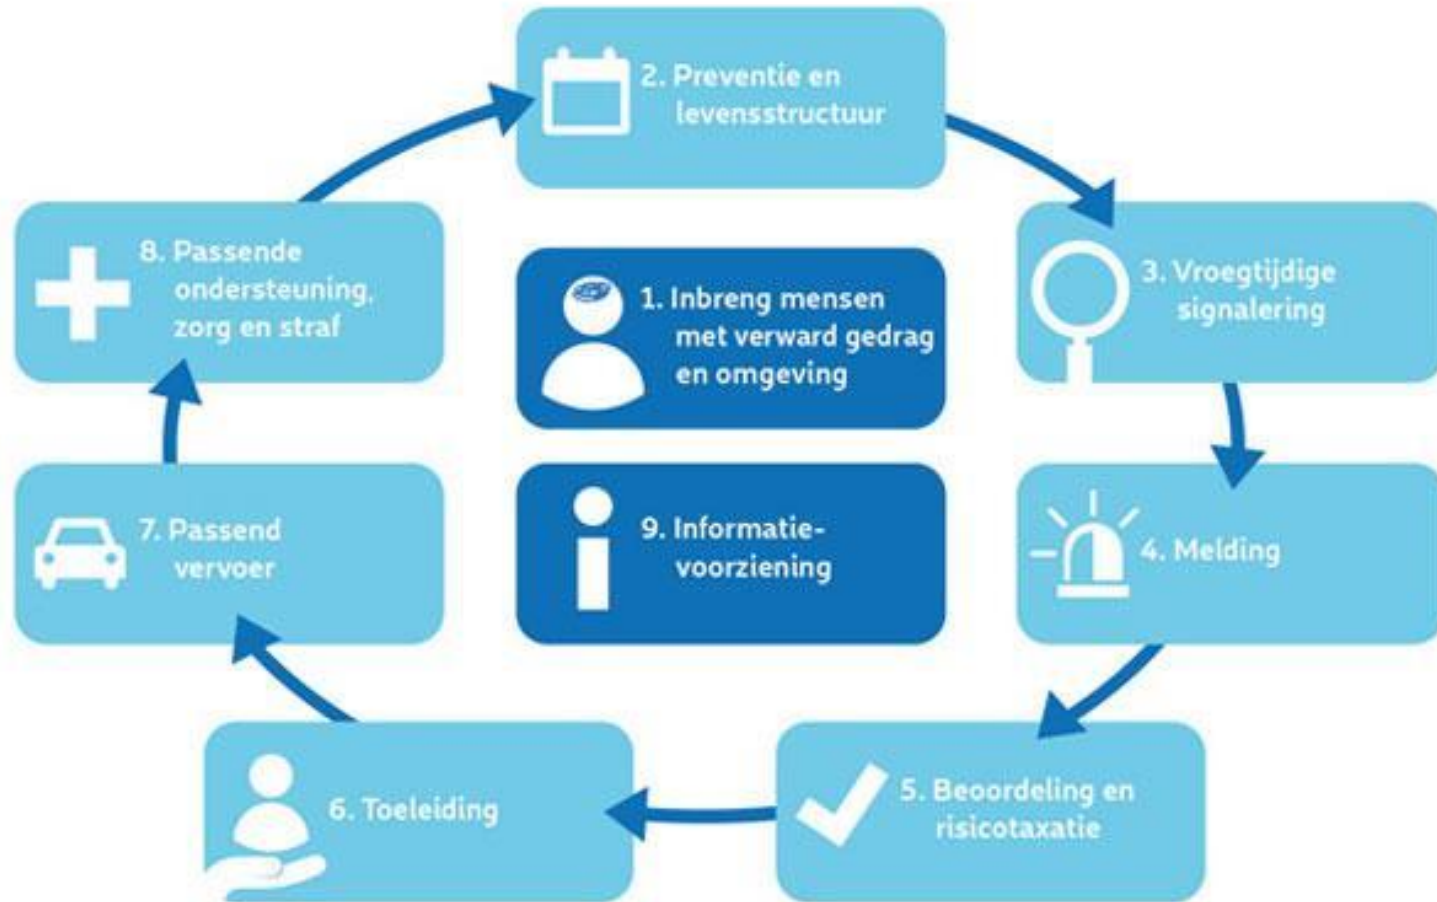 2. Preventie en
levensstructuur
8. Passende
ondersteuning,
zorg en straf
1. Inbreng mensen
met verward gedrag
en omgeving
3. Vroegtijdige
signalering
7. Passend
vervoer
9. Informatie-
voorziening
4. Melding
6. Toeleiding
5. Beoordeling en
risicotaxatie